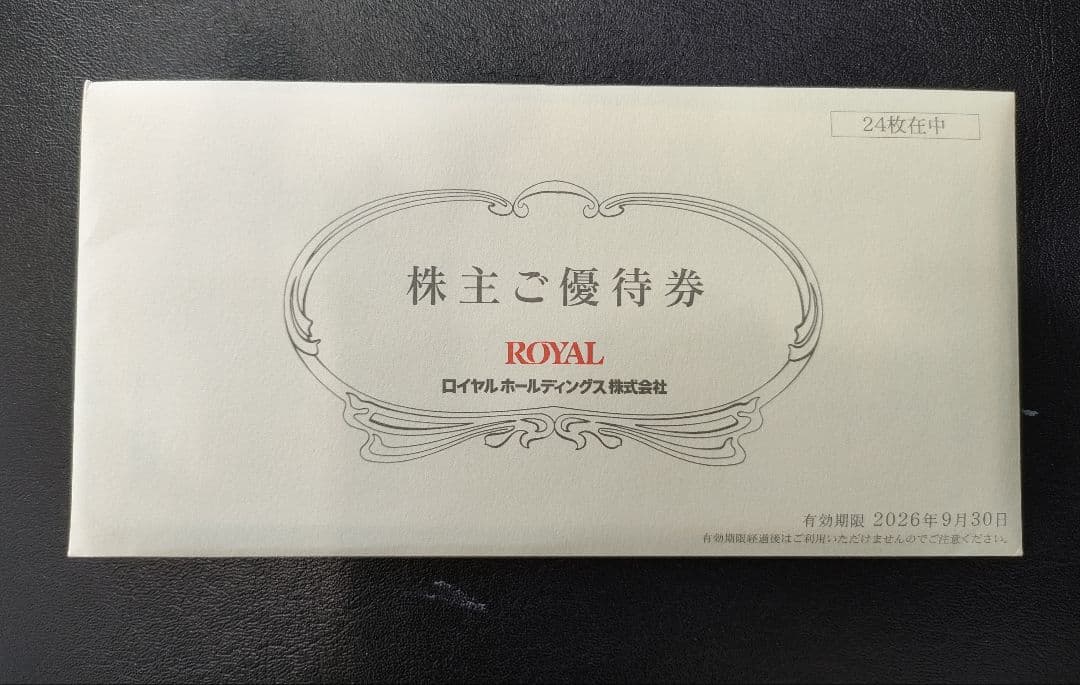 24枚在中
株主ご優待券
ROYAL
ロイヤルホールディングス株式会社
有効期限 2026年9月30日
有効期限経過後はご利用いただけませんのでご注意ください。